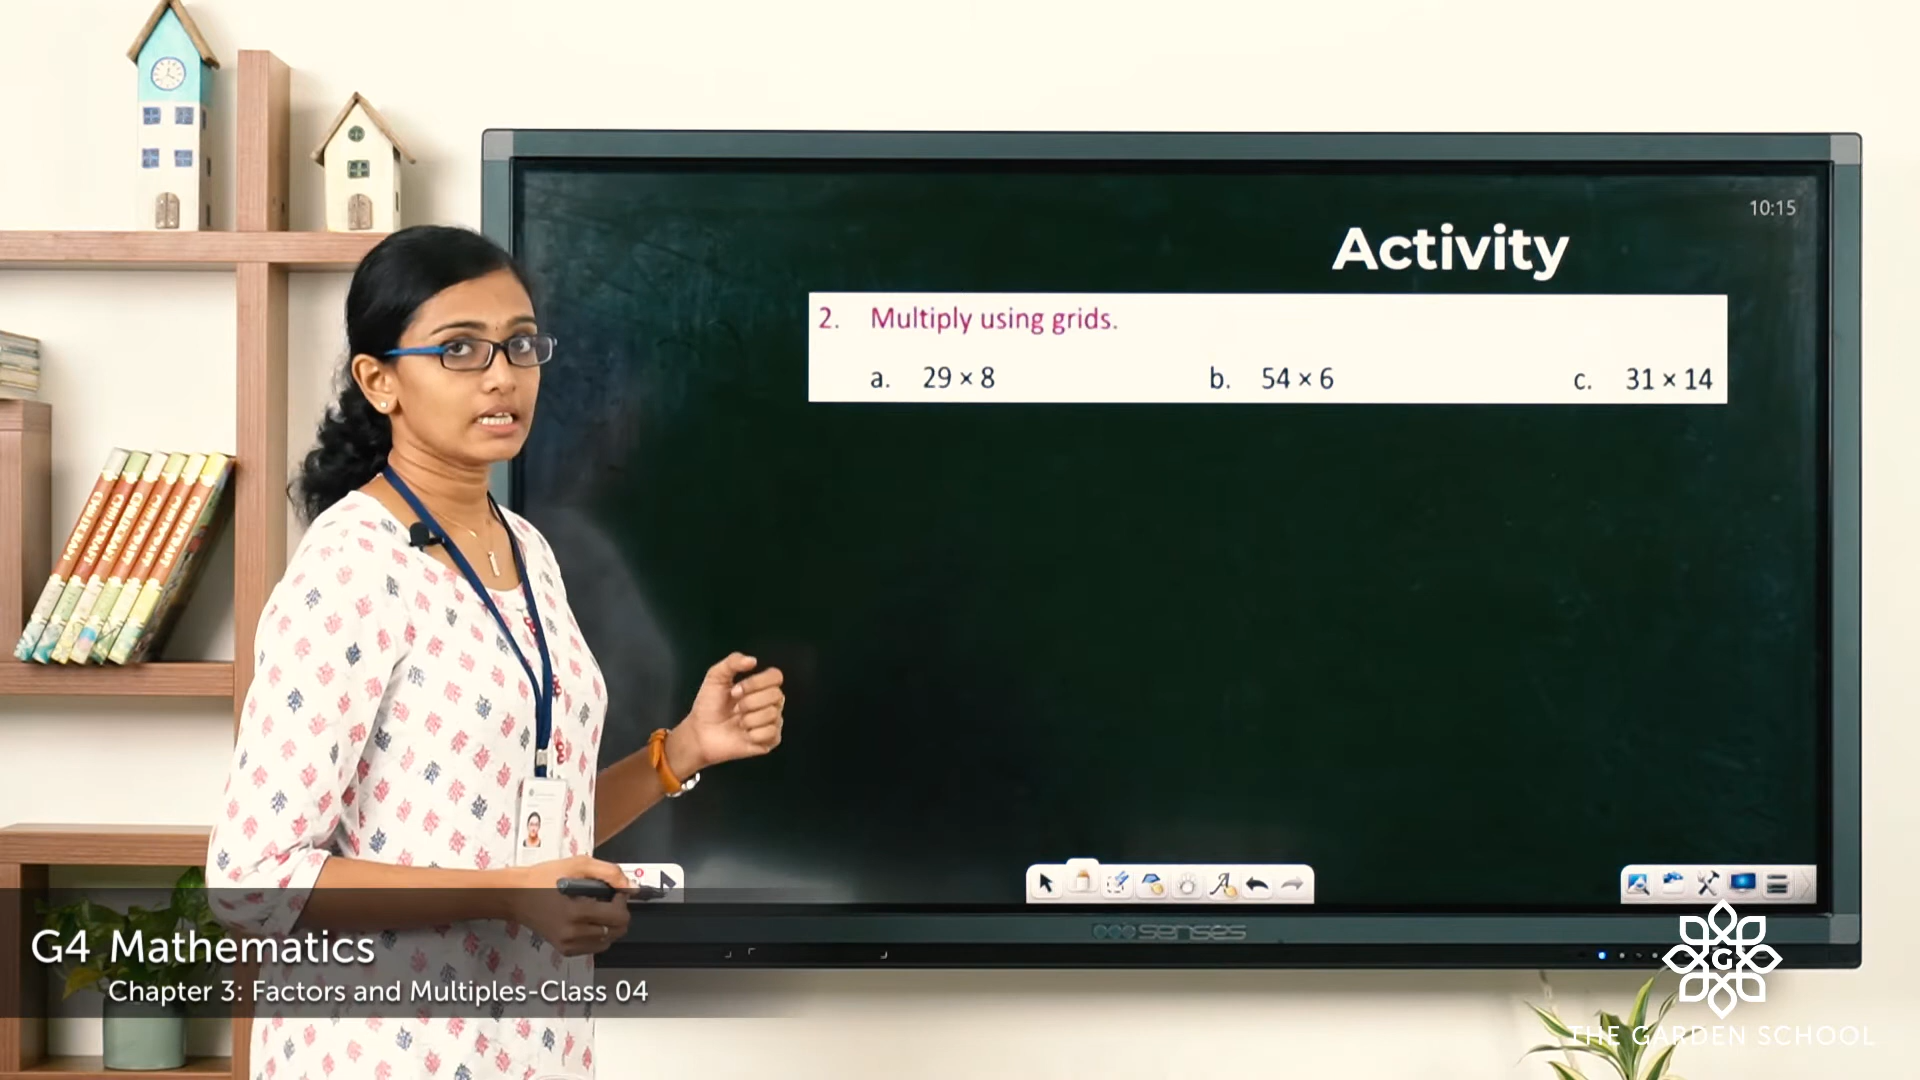 10:15
Activity
2. Multiply using grids.
a. 29 × 8 b. 54 × 6 c. 31 × 14
senses
G4 Mathematics
Chapter 3: Factors and Multiples-Class 04
G
THE GARDEN SCHOOL